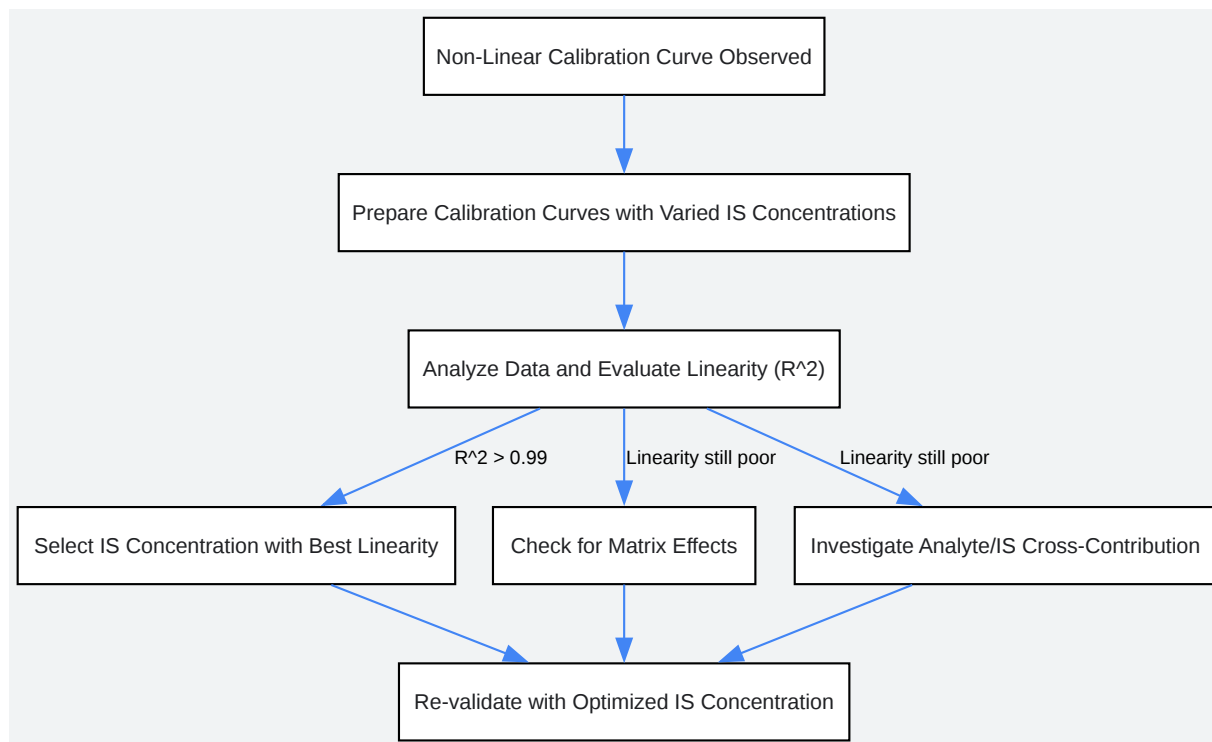 Non-Linear Calibration Curve Observed
Prepare Calibration Curves with Varied IS Concentrations
Analyze Data and Evaluate Linearity (R^2)
R^2 > 0.99
Linearity still poor
Linearity still poor
Select IS Concentration with Best Linearity
Check for Matrix Effects
Investigate Analyte/IS Cross-Contribution
Re-validate with Optimized IS Concentration